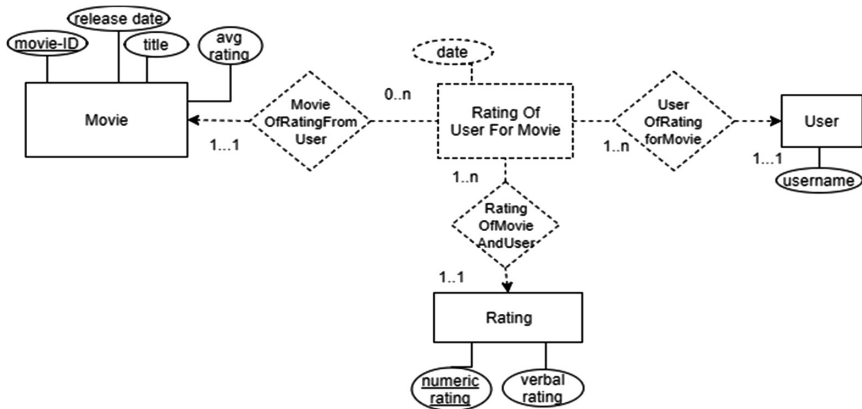 release date
movie-ID
title
avg
rating
date
Movie
Movie
OfRatingFrom
User
1...1
0..n
Rating Of
User For Movie
1..n
User
OfRating
forMovie
1...1
User
username
1..n
Rating
OfMovie
AndUser
1..1
Rating
numeric
rating
verbal
rating